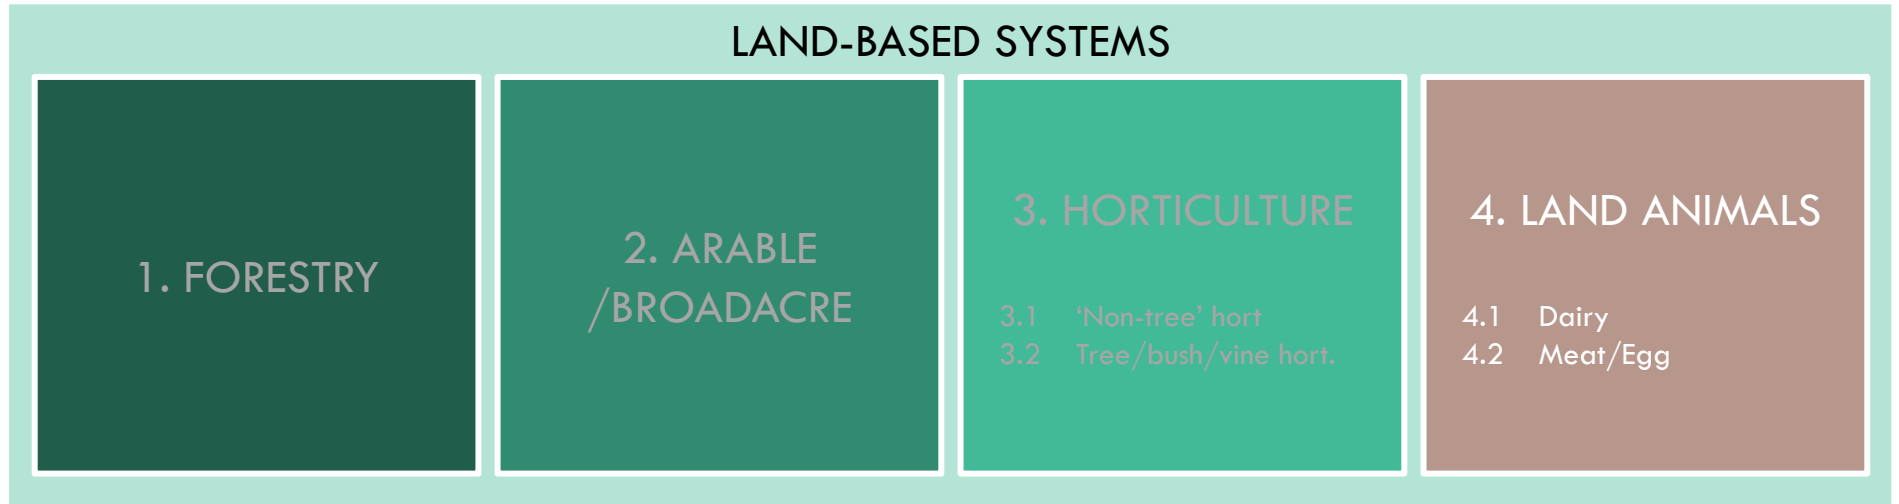 LAND-BASED SYSTEMS
1. FORESTRY
2. ARABLE
/BROADACRE
3. HORTICULTURE
3.1 ‘Non-tree’ hort
3.2 Tree/bush/vine hort.
4. LAND ANIMALS
4.1 Dairy
4.2 Meat/Egg